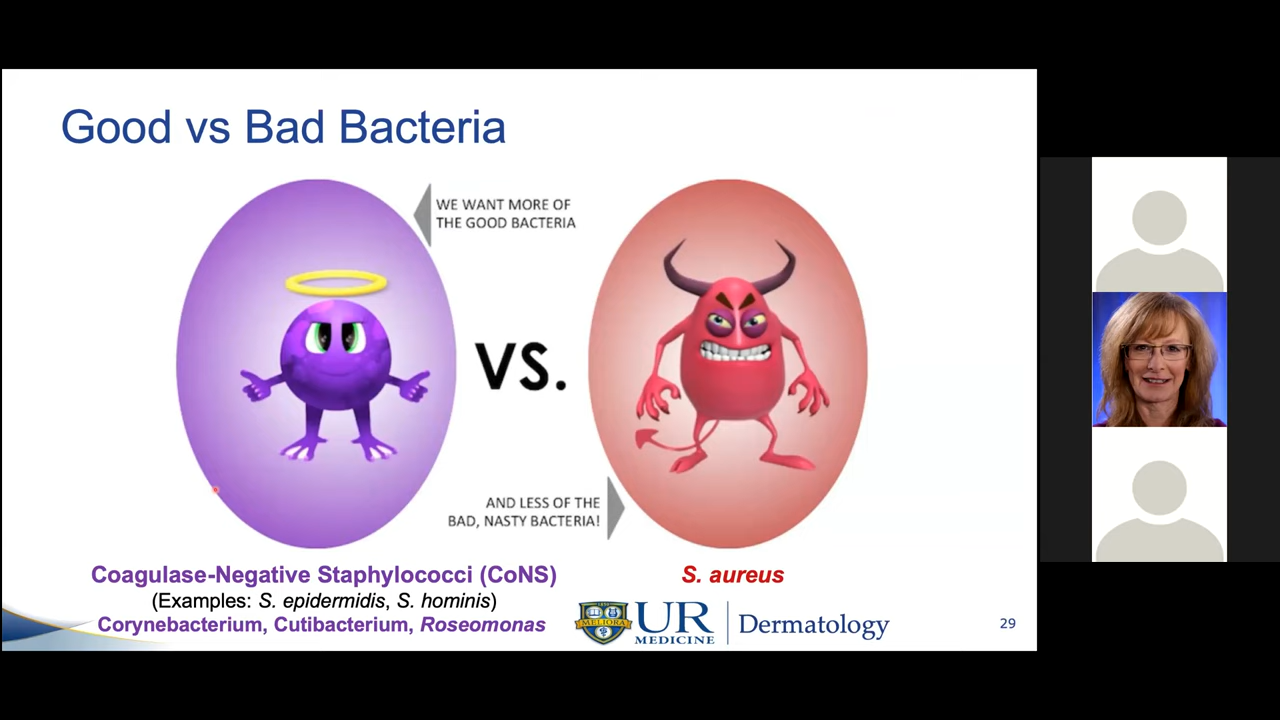 Good vs Bad Bacteria
WE WANT MORE OF
THE GOOD BACTERIA
VS.
AND LESS OF THE
BAD, NASTY BACTERIA!
Coagulase-Negative Staphylococci (CoNS)
(Examples: S. epidermidis, S. hominis)
Corynebacterium, Cutibacterium, Roseomonas
S. aureus
MELIORA
UR
MEDICINE
Dermatology
29